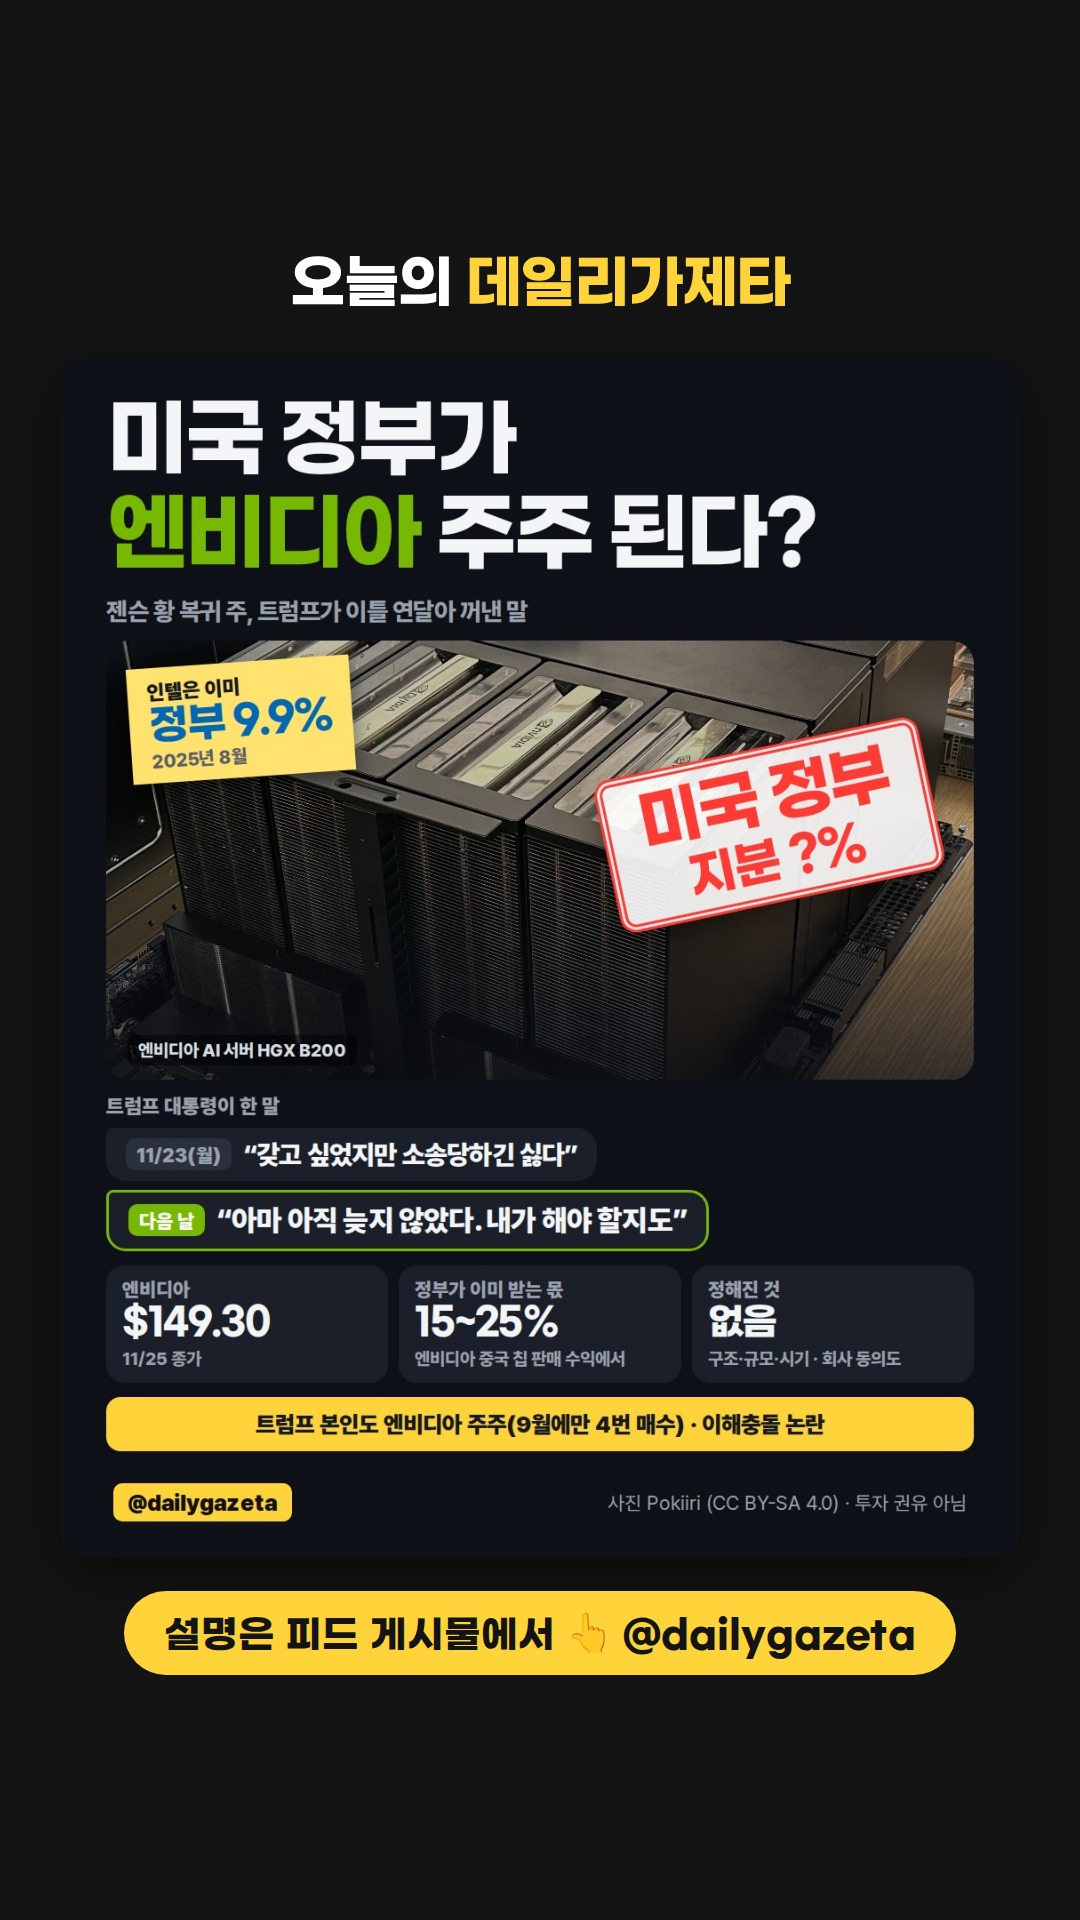 오늘의 데일리가제타
미국 정부가
엔비디아 주주 된다?
젠슨 황 복귀 주, 트럼프가 이틀 연달아 꺼낸 말
인텔은 이미
정부 9.9%
2025년 8월
미국 정부
지분 ?%
엔비디아 AI 서버 HGX B200
트럼프 대통령이 한 말
11/23(월) “갖고 싶었지만 소송당하긴 싫다”
다음 날 “아마 아직 늦지 않았다. 내가 해야 할지도”
엔비디아
$149.30
11/25 종가
정부가 이미 받는 몫
15~25%
엔비디아 중국 칩 판매 수익에서
정해진 것
없음
구조·규모·시기 · 회사 동의도
트럼프 본인도 엔비디아 주주(9월에만 4번 매수) · 이해충돌 논란
@dailygazeta
사진 Pokiiri (CC BY-SA 4.0) · 투자 권유 아님
설명은 피드 게시물에서 👆 @dailygazeta